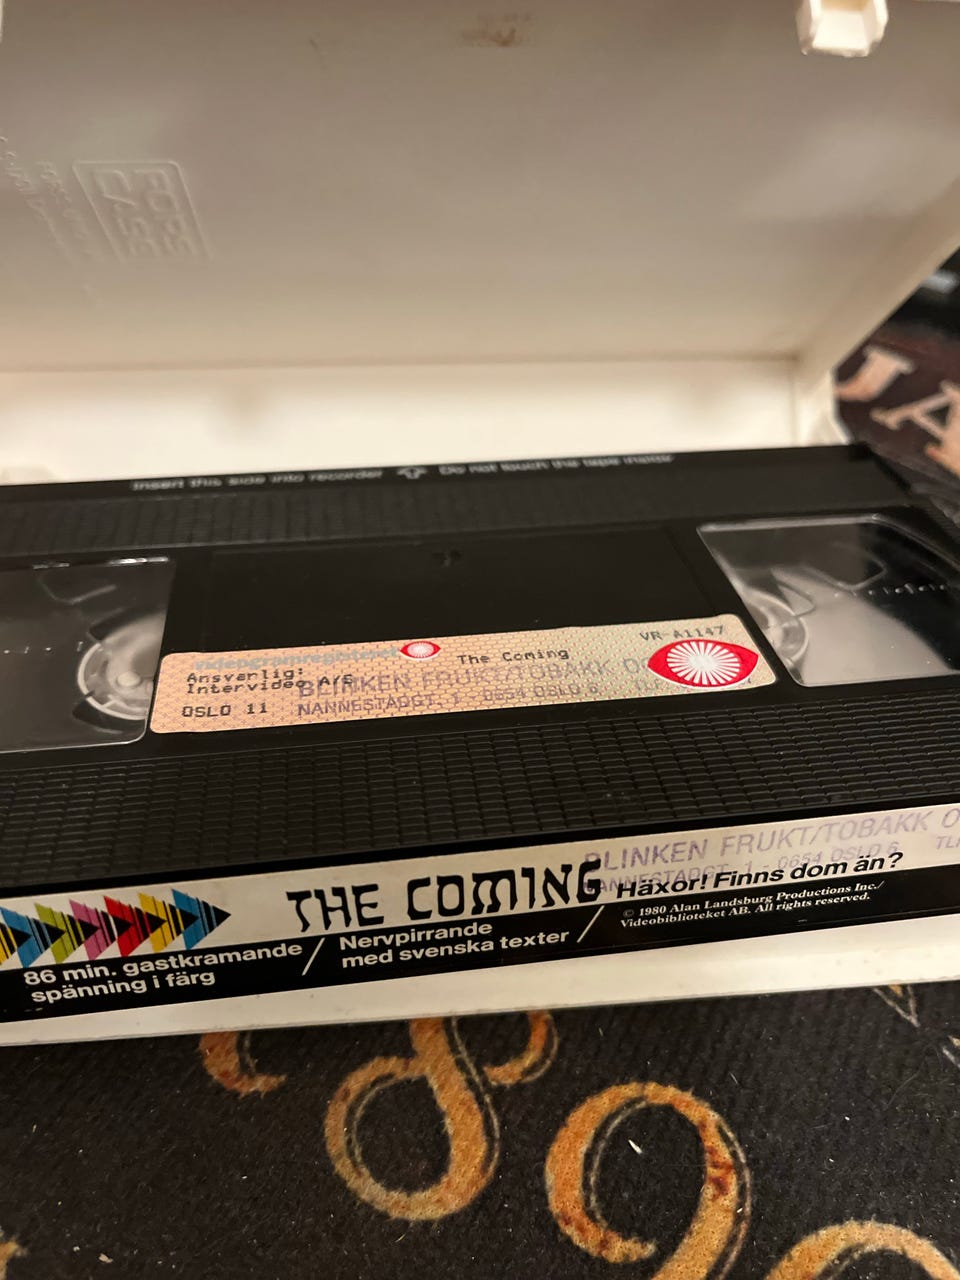 POPS
CASE
JA
Insert this side into recorder Do not touch the tape inside
videogramregisteret
The Coming
VR-A1147
Ansvarlig:
Intervideo A/S
OSLO 11
BLINKEN FRUKT/TOBAKK
NANNESTADGT. 1 - 0654 OSLO 6
THE COMING
BLINKEN FRUKT/TOBAKK
NANNESTADGT. 1 - 0654 OSLO 6
Häxor! Finns dom än?
86 min. gastkramande
spänning i färg
Nervpirrande
med svenska texter
© 1980 Alan Landsburg Productions Inc./
Videobiblioteket AB. All rights reserved.